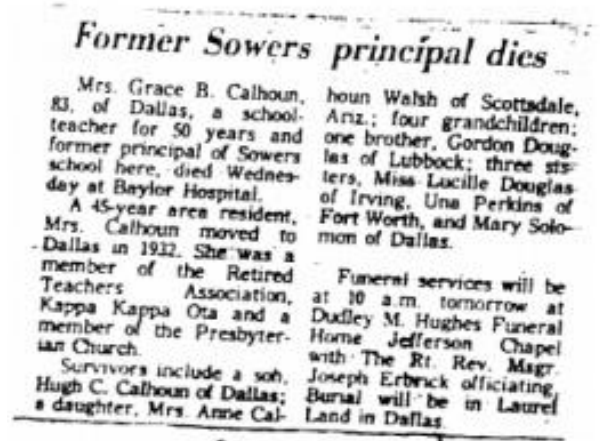 Former Sowers principal dies
Mrs. Grace B. Calhoun,
83, of Dallas, a school-
teacher for 50 years and
former principal of Sowers
school here, died Wednes-
day at Baylor Hospital.
A 45-year area resident,
Mrs. Calhoun moved to
Dallas in 1932. She was a
member of the Retired
Teachers Association,
Kappa Kappa Ota and a
member of the Presbyter-
ian Church.
Survivors include a son,
Hugh C. Calhoun of Dallas;
a daughter, Mrs. Anne Cal-
houn Walsh of Scottsdale,
Ariz.; four grandchildren;
one brother, Gordon Doug-
las of Lubbock; three sis-
ters, Miss Lucille Douglas
of Irving, Una Perkins of
Fort Worth, and Mary Solo-
mon of Dallas.
Funeral services will be
at 10 a.m. tomorrow at
Dudley M. Hughes Funeral
Home Jefferson Chapel
with The Rt. Rev. Msgr.
Joseph Erbrick officiating,
Burial will be in Laurel
Land in Dallas.